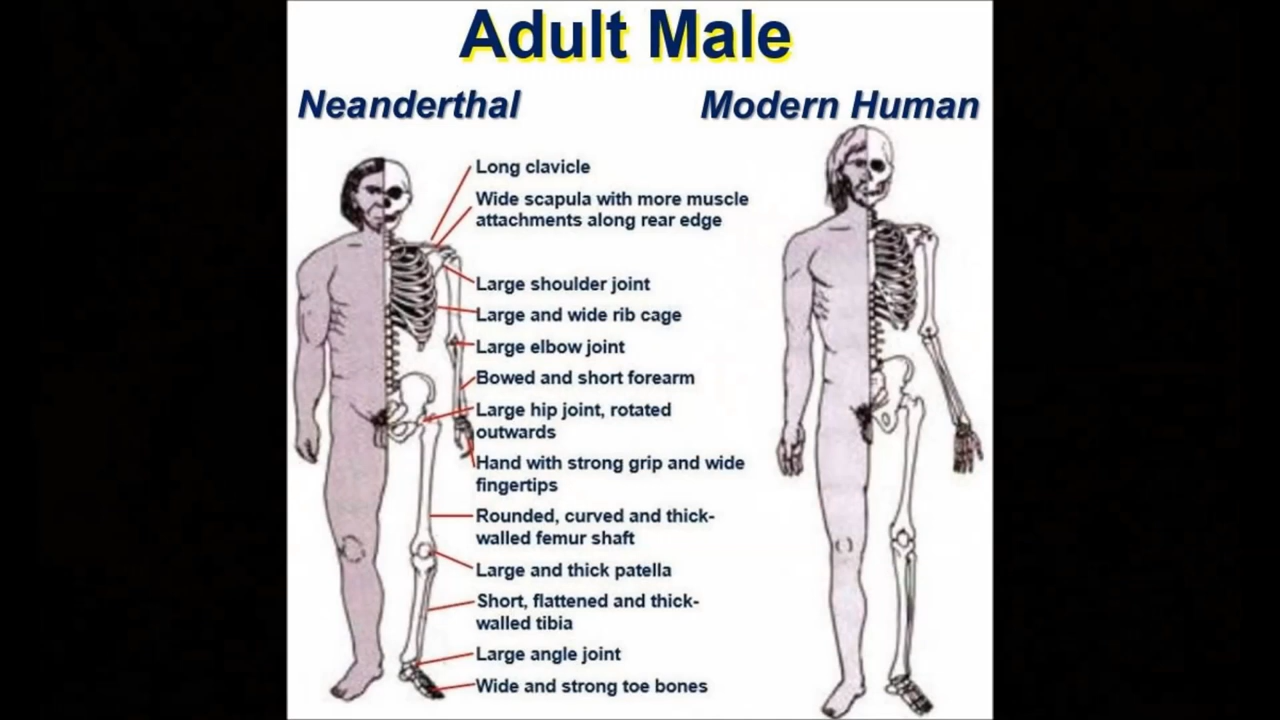 Adult Male
Neanderthal
Modern Human
Long clavicle
Wide scapula with more muscle
attachments along rear edge
Large shoulder joint
Large and wide rib cage
Large elbow joint
Bowed and short forearm
Large hip joint, rotated
outwards
Hand with strong grip and wide
fingertips
Rounded, curved and thick-
walled femur shaft
Large and thick patella
Short, flattened and thick-
walled tibia
Large angle joint
Wide and strong toe bones